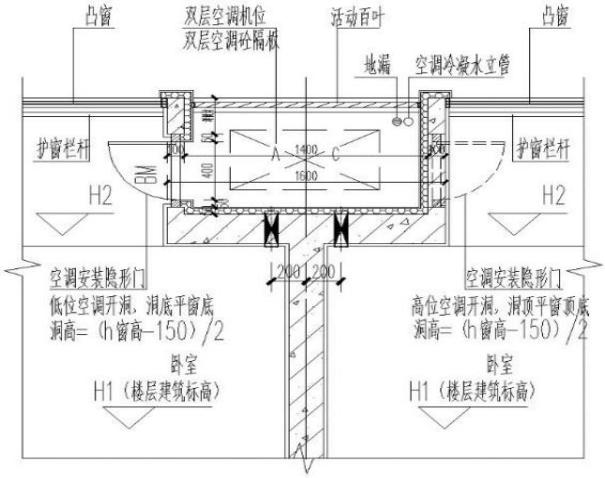 凸窗
双层空调机位
双层空调砼隔板
活动百叶
凸窗
地漏
空调冷凝水立管
护窗栏杆
护窗栏杆
A
1400
C
1600
400
100
BM
H2
H2
200
200
空调安装隐形门
低位空调开洞,洞底平窗底
洞高=(h窗高-150)/2
空调安装隐形门
高位空调开洞,洞顶平窗顶底
洞高=(h窗高-150)/2
卧室
H1(楼层建筑标高)
卧室
H1(楼层建筑标高)